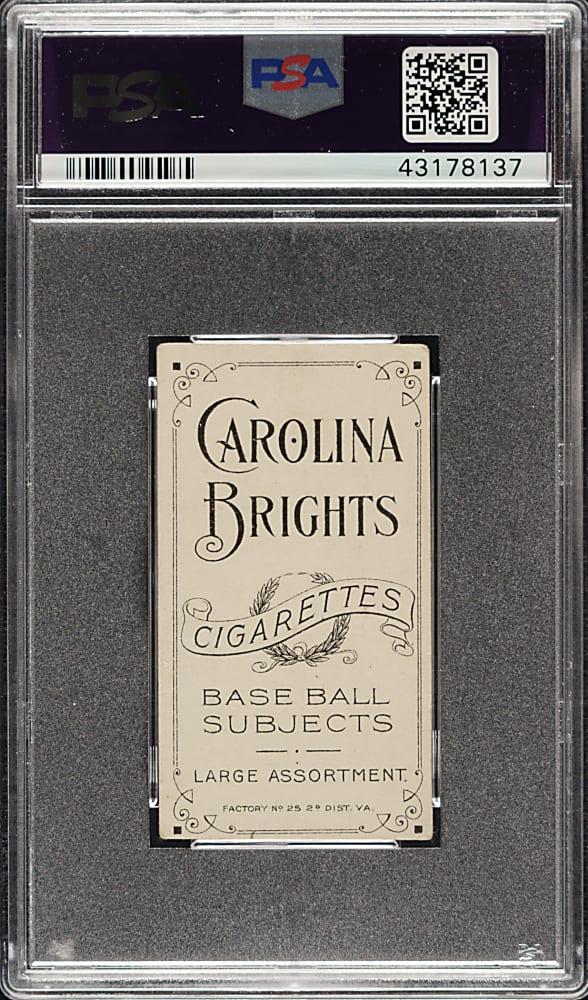 PSA
PSA
43178137
CAROLINA
BRIGHTS
CIGARETTES
BASE BALL
SUBJECTS
LARGE ASSORTMENT.
FACTORY Nº 25 2ᴰ DIST. VA.